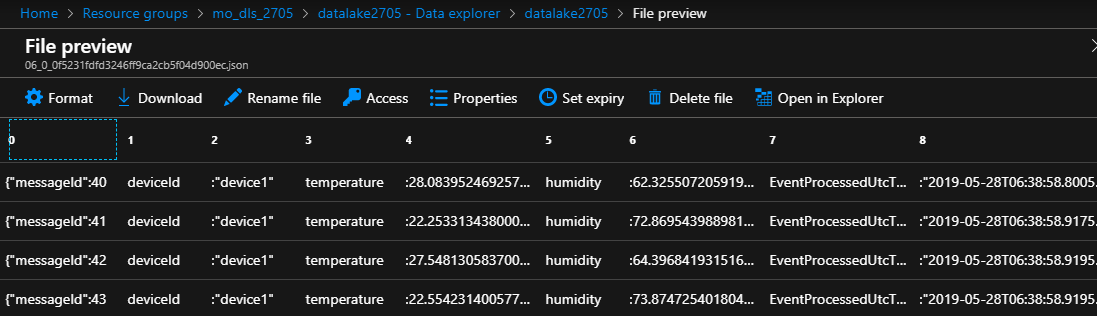 Home > Resource groups > mo_dls_2705 > datalake2705 - Data explorer > datalake2705 > File preview
File preview
06_0_0f5231fdfd3246ff9ca2cb5f04d900ec.json
Format Download Rename file Access Properties Set expiry Delete file Open in Explorer
0 1 2 3 4 5 6 7 8
{"messageId":40 deviceId :"device1" temperature :28.083952469257... humidity :62.325507205919... EventProcessedUtcT... :"2019-05-28T06:38:58.8005.
{"messageId":41 deviceId :"device1" temperature :22.253313438000... humidity :72.869543988981... EventProcessedUtcT... :"2019-05-28T06:38:58.9175.
{"messageId":42 deviceId :"device1" temperature :27.548130583700... humidity :64.396841931516... EventProcessedUtcT... :"2019-05-28T06:38:58.9195.
{"messageId":43 deviceId :"device1" temperature :22.554231400577... humidity :73.874725401804... EventProcessedUtcT... :"2019-05-28T06:38:58.9195.